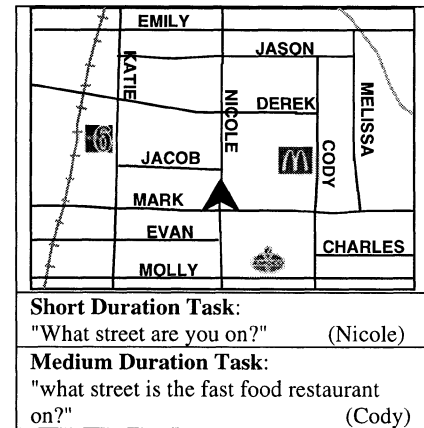 EMILY
JASON
KATIE
NICOLE
DEREK
MELISSA
6
JACOB
CODY
MARK
EVAN
CHARLES
MOLLY
Short Duration Task:
"What street are you on?" (Nicole)
Medium Duration Task:
"what street is the fast food restaurant
on?" (Cody)